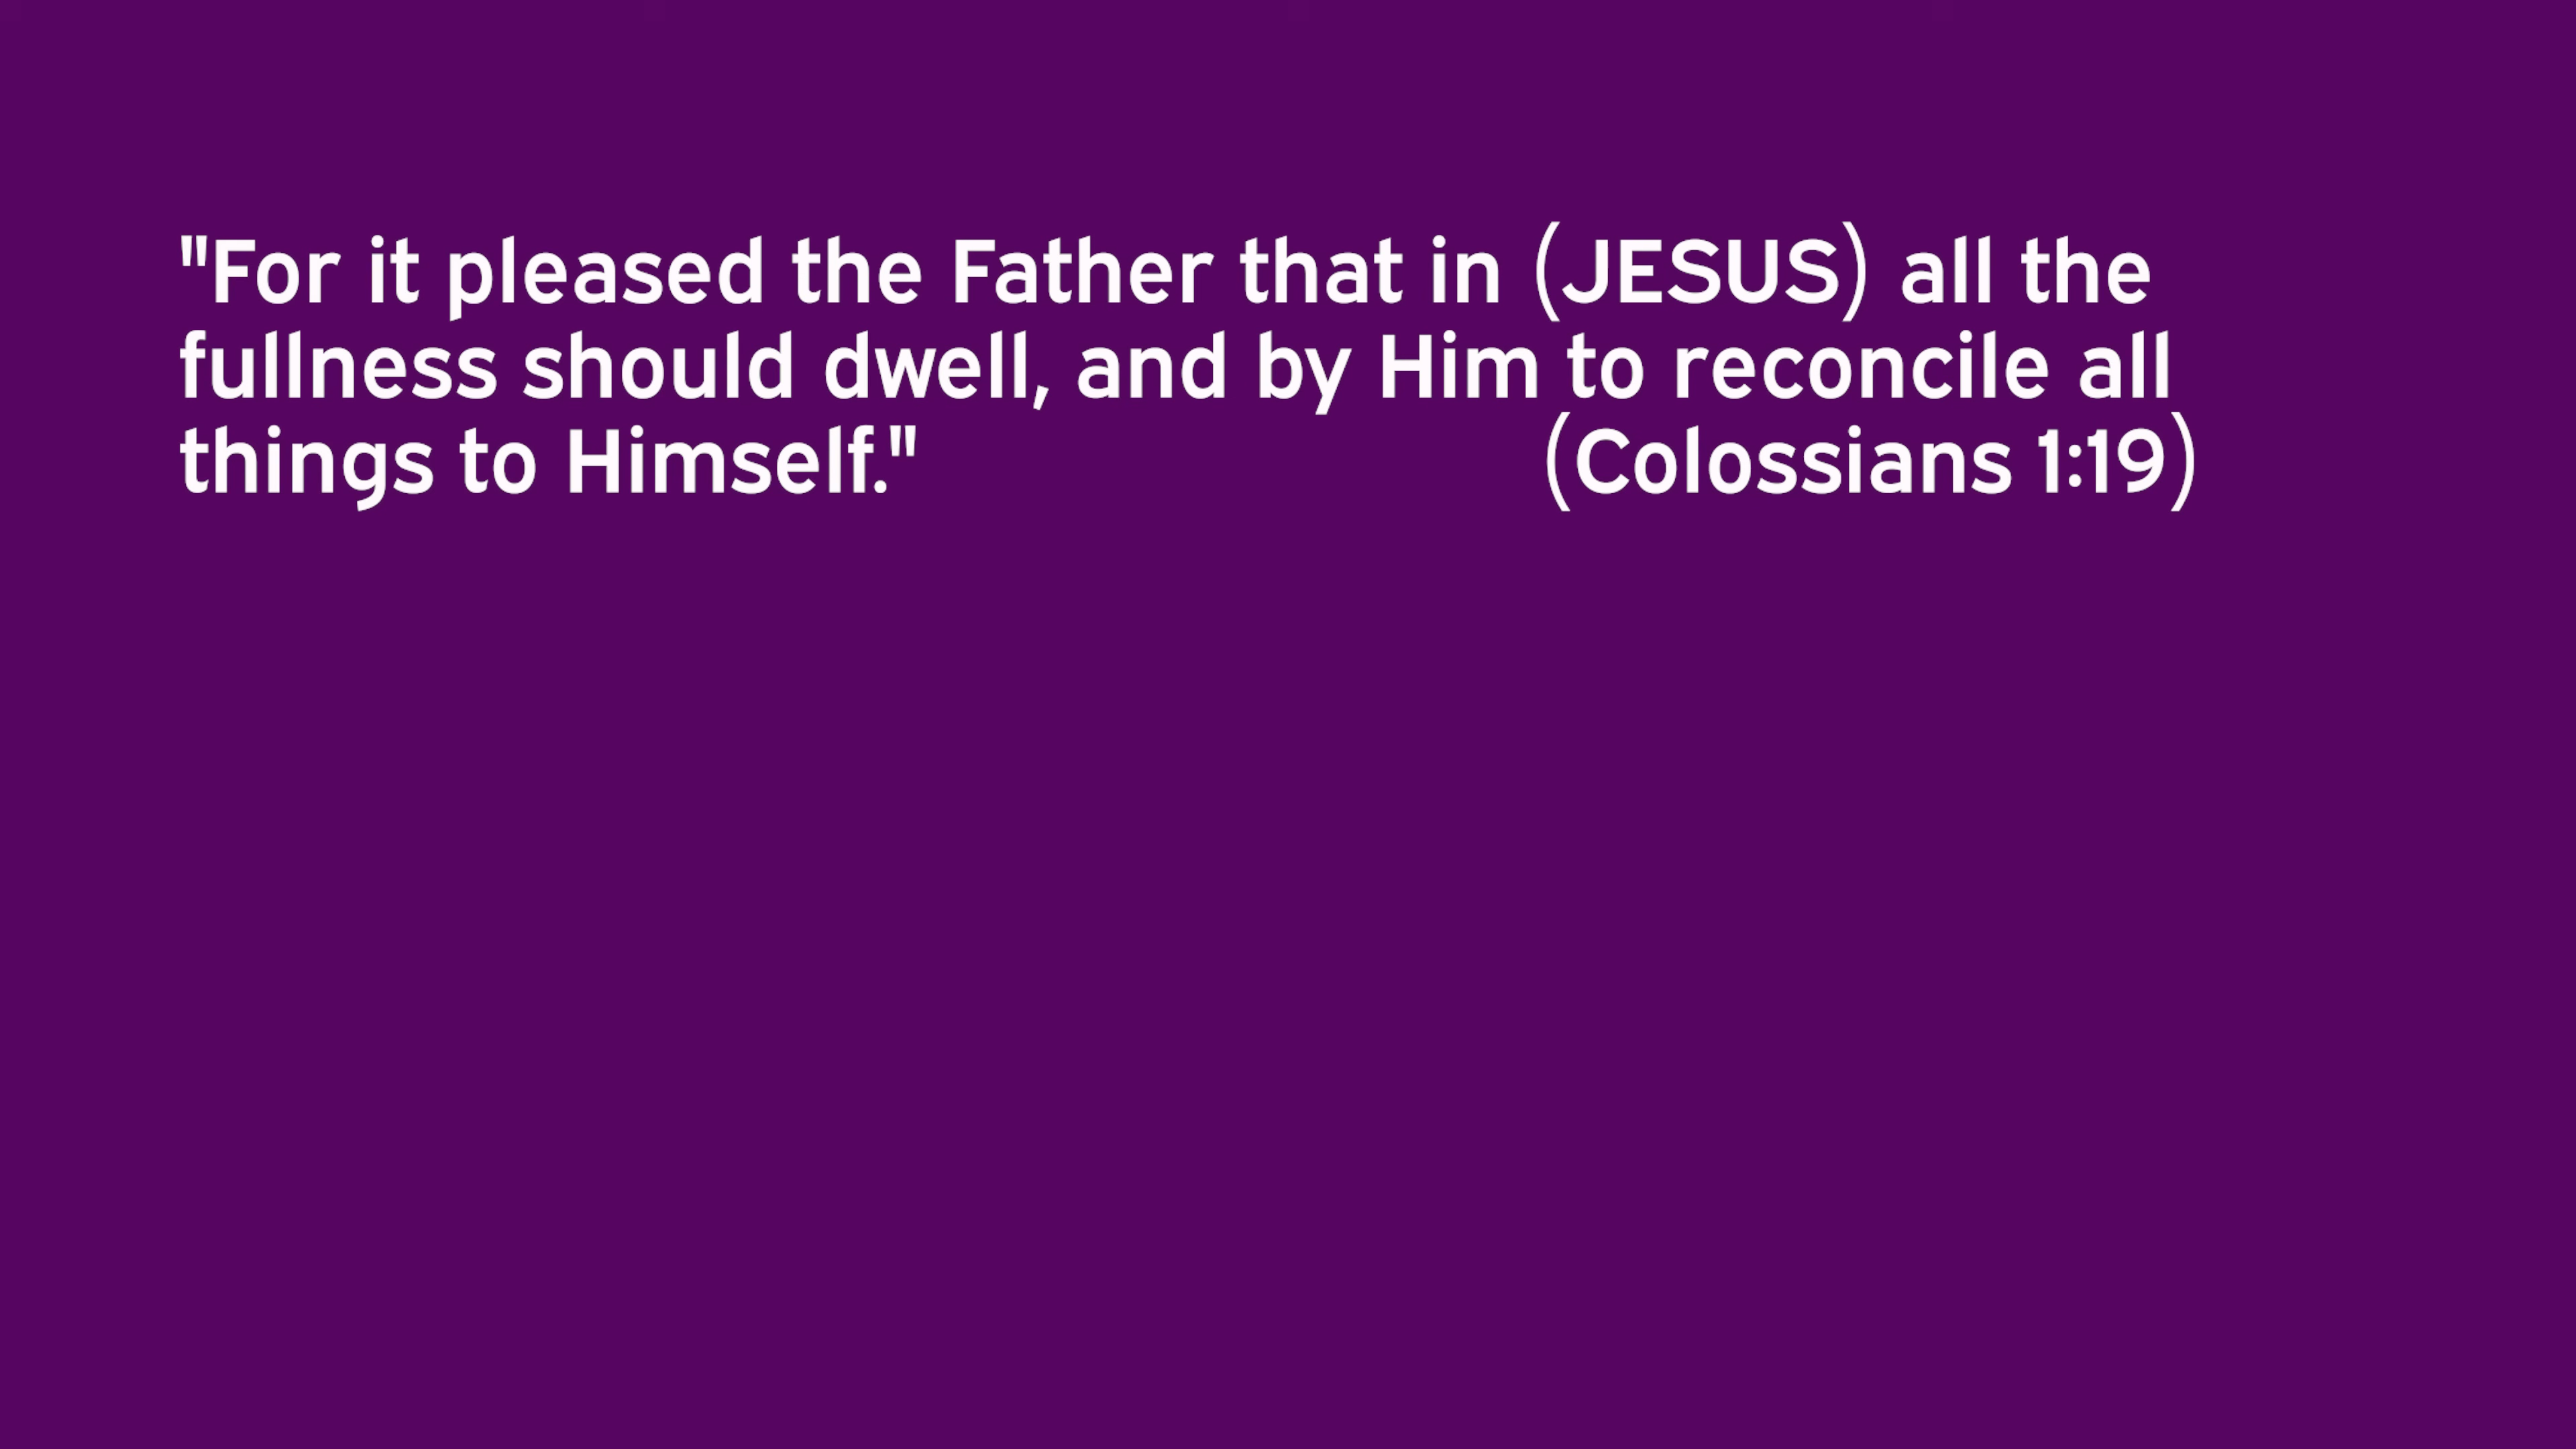 "For it pleased the Father that in (JESUS) all the
fullness should dwell, and by Him to reconcile all
things to Himself." (Colossians 1:19)